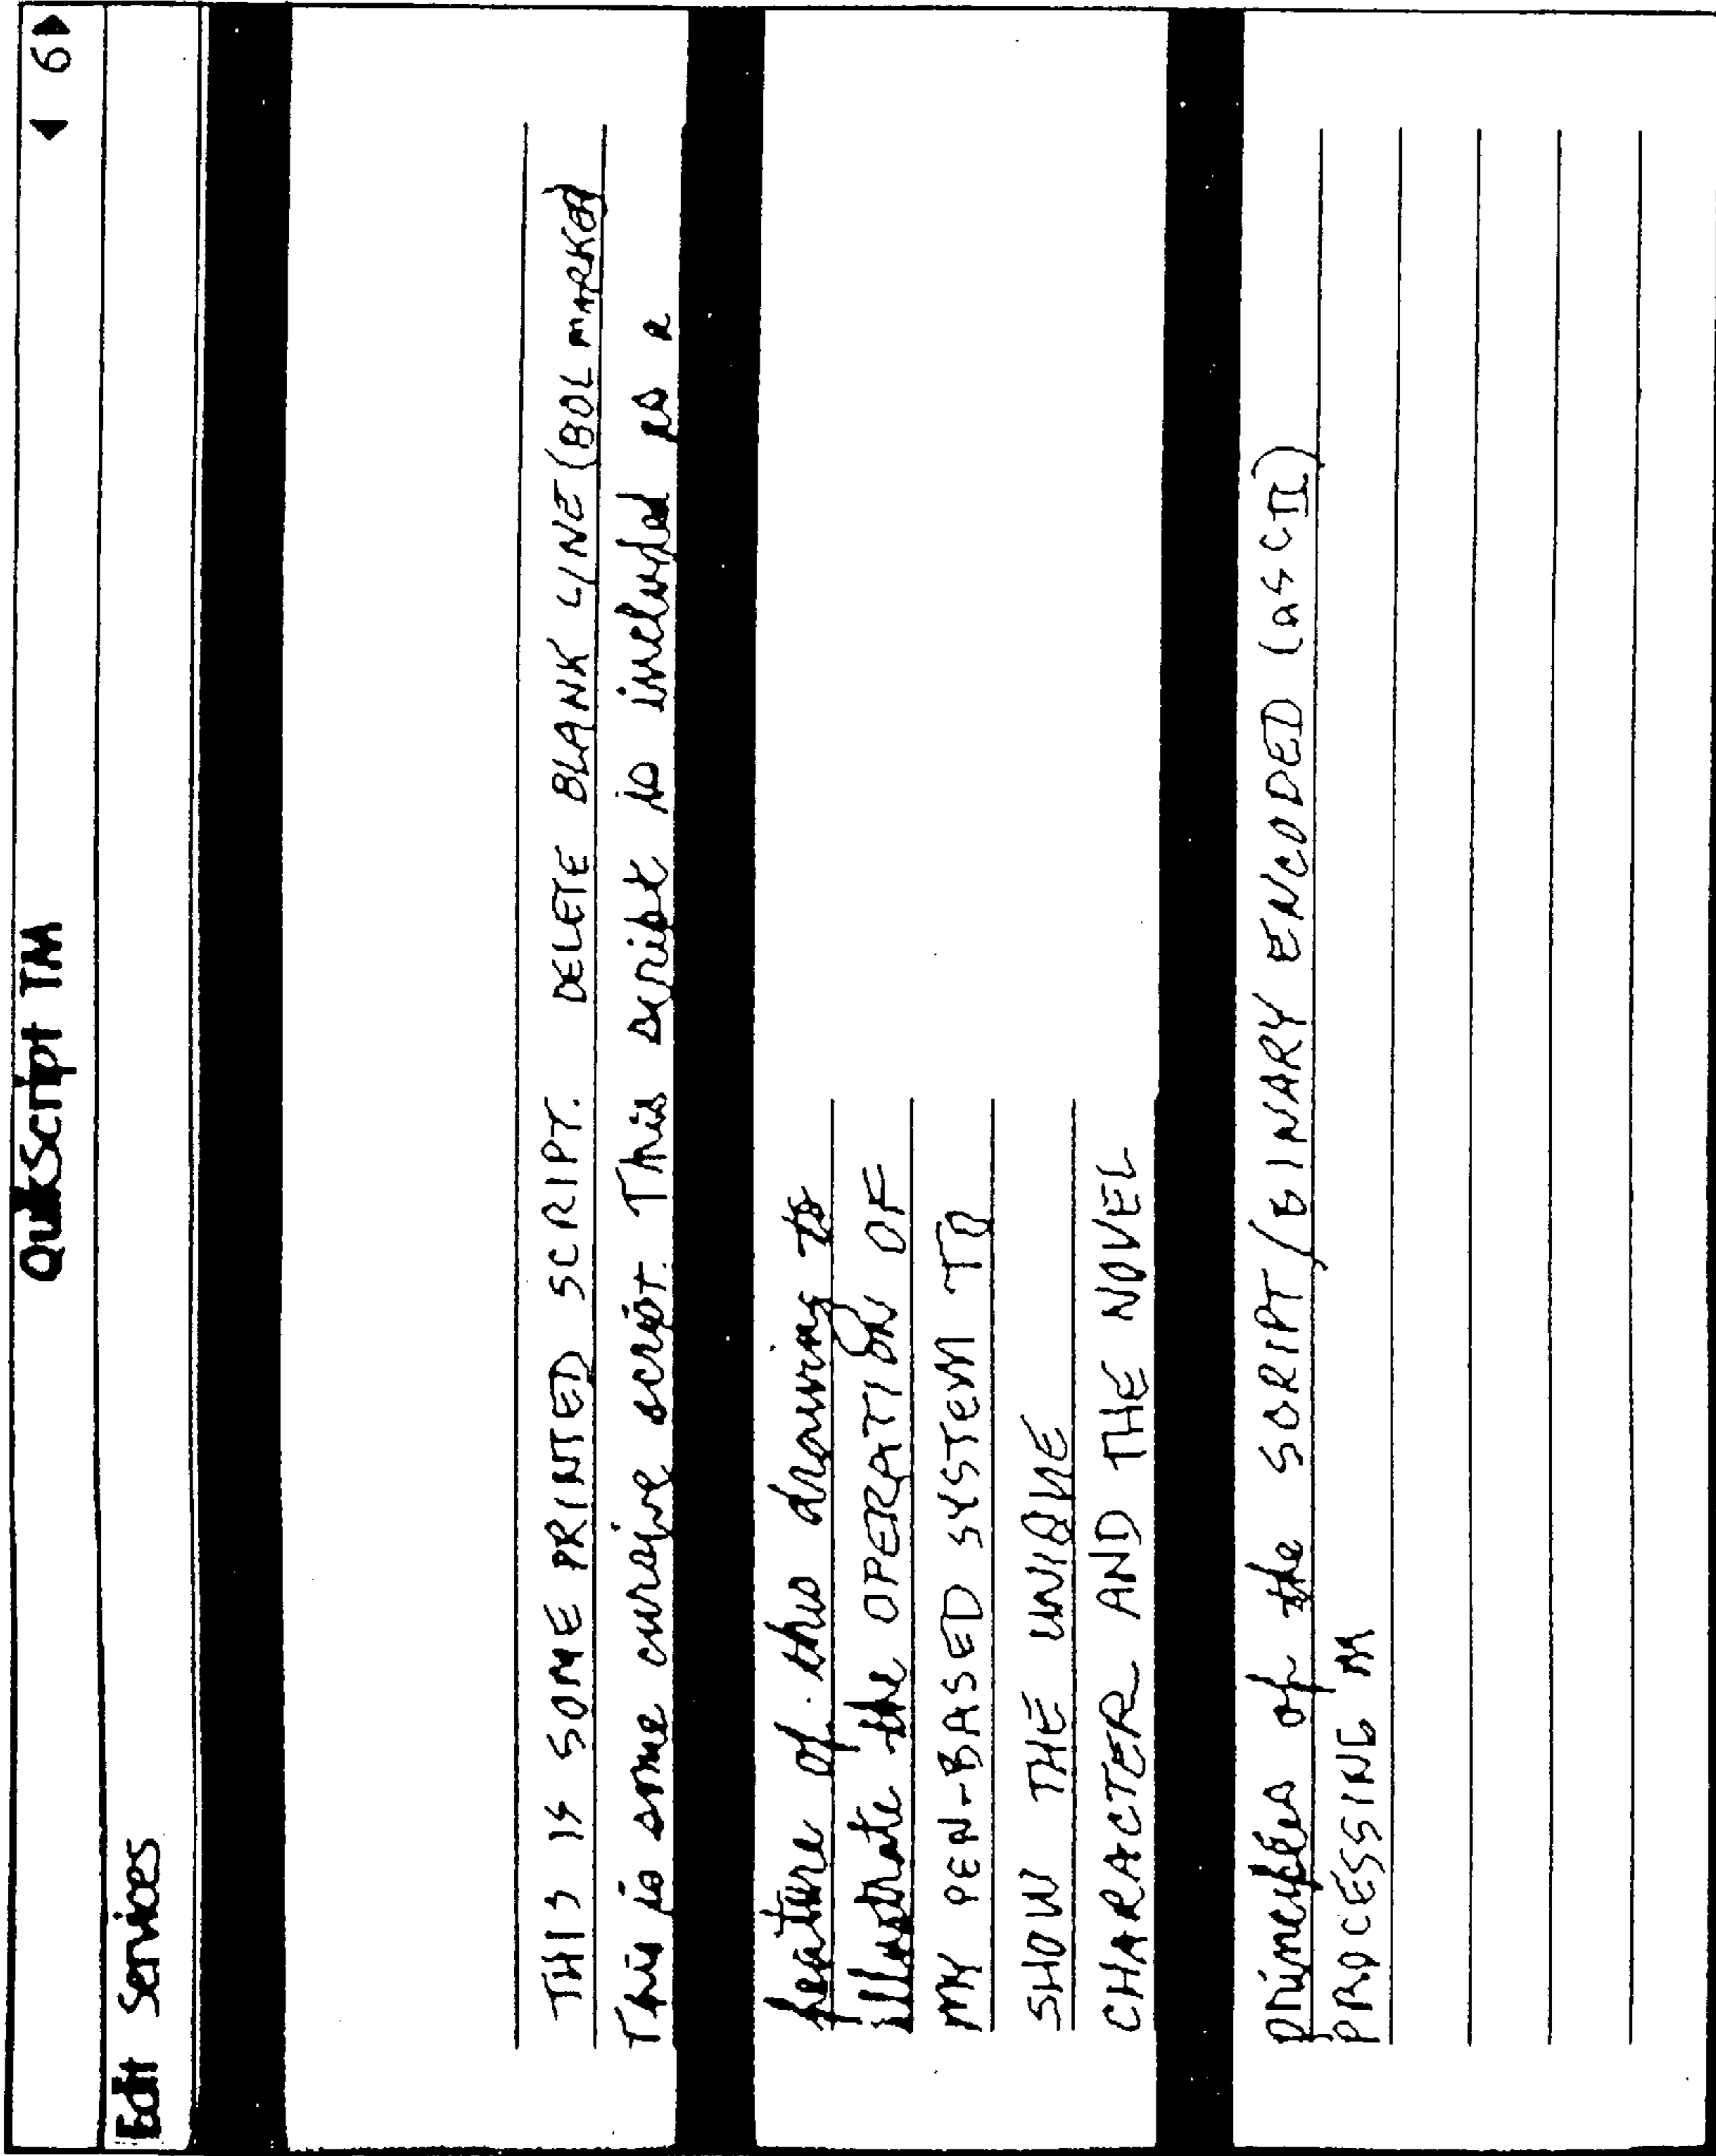 QuikScript TM ◀ 6▶
Edit Services
THIS IS SOME PRINTED SCRIPT. DELETE BLANK LINE (BOL MARKED
This is some cursive script. This script is included as a
feature of this drawing to
illustrate the OPERATION OF
MY PEN-BASED SYSTEM TO
SHOW THE UNIQUE
CHARACTER AND THE NOVEL
principles of the SCRIPT/BINARY ENCODED (ASCII)
PROCESSING M